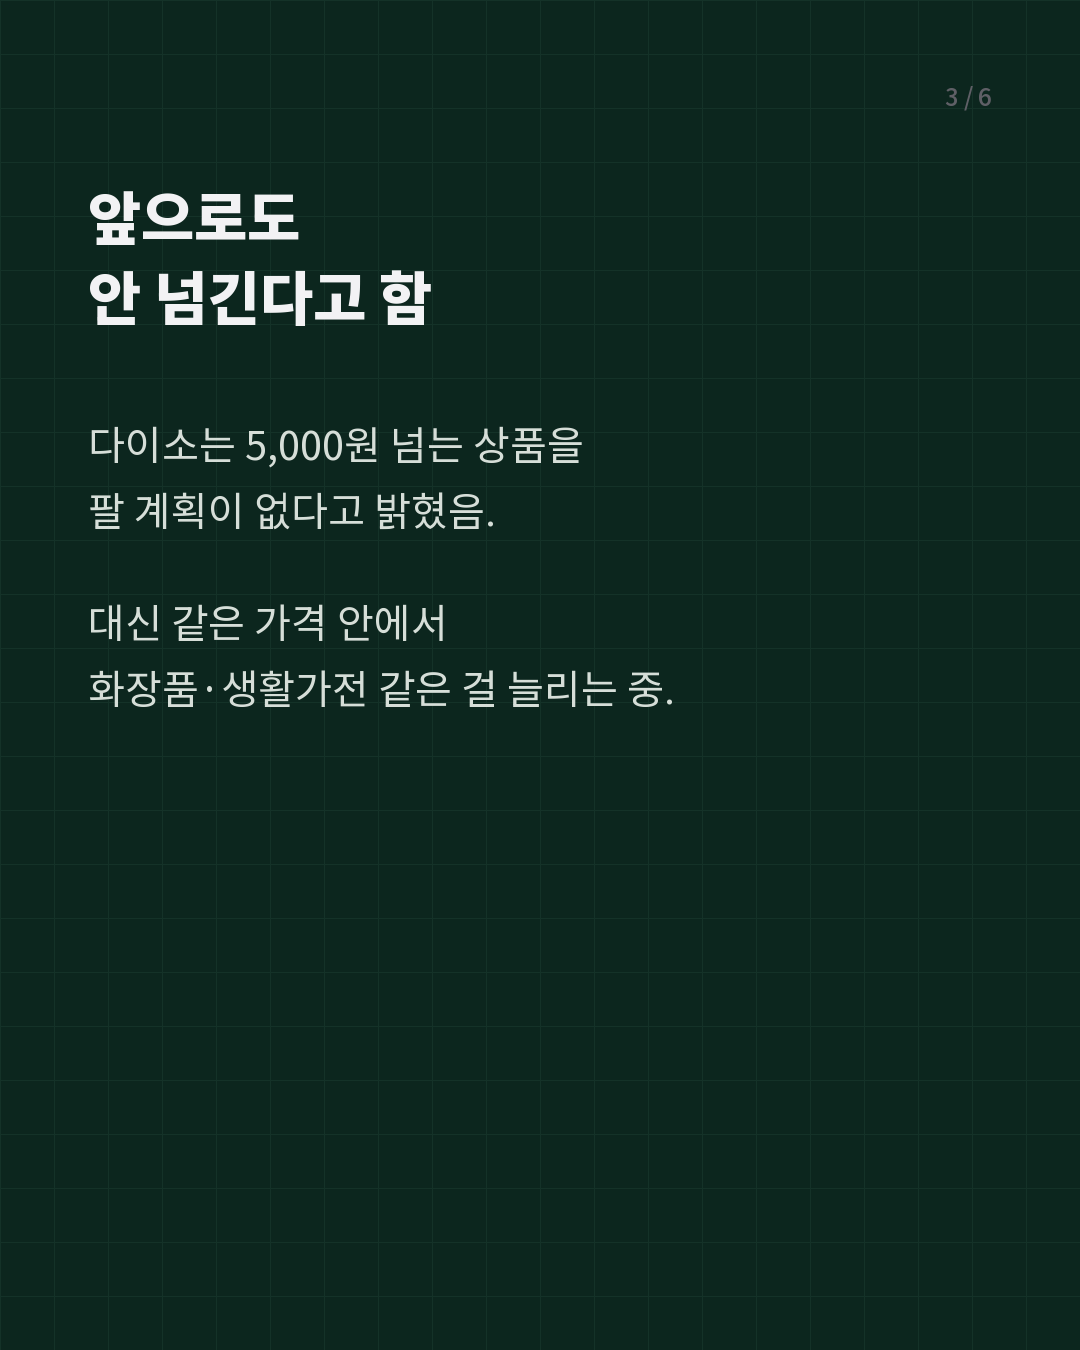 3 / 6
앞으로도
안 넘긴다고 함
다이소는 5,000원 넘는 상품을
팔 계획이 없다고 밝혔음.
대신 같은 가격 안에서
화장품·생활가전 같은 걸 늘리는 중.